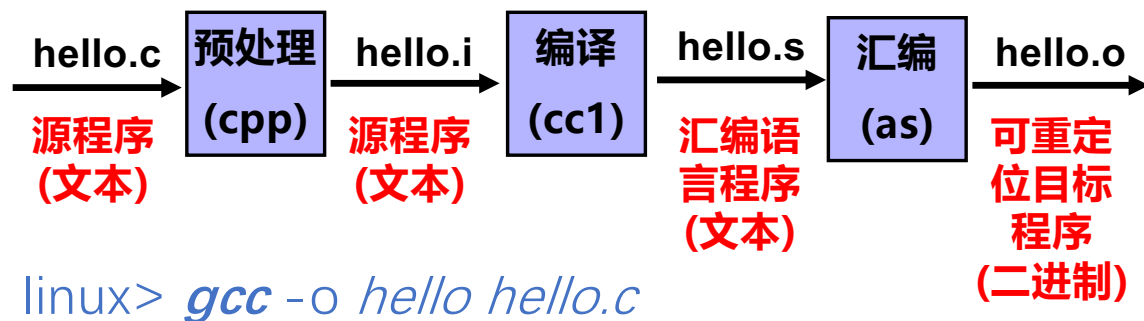 hello.c
预处理
(cpp)
hello.i
编译
(cc1)
hello.s
汇编
(as)
hello.o
源程序
(文本)
源程序
(文本)
汇编语
言程序
(文本)
可重定
位目标
程序
(二进制)
linux> gcc -o hello hello.c